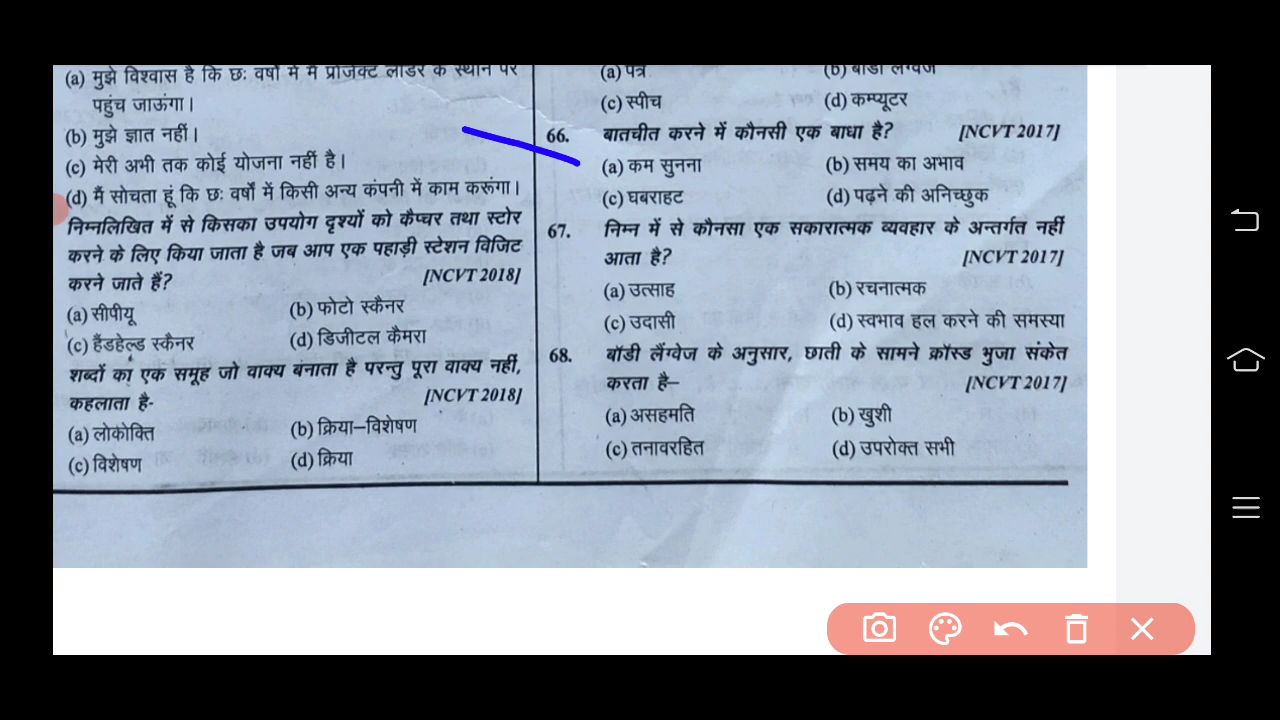 (a) मुझे विश्वास है कि छः वर्षों में मैं प्रोजेक्ट लीडर के स्थान पर
पहुंच जाऊंगा।
(b) मुझे ज्ञात नहीं।
(c) मेरी अभी तक कोई योजना नहीं है।
(d) मैं सोचता हूं कि छः वर्षों में किसी अन्य कंपनी में काम करूंगा।
निम्नलिखित में से किसका उपयोग दृश्यों को कैप्चर तथा स्टोर
करने के लिए किया जाता है जब आप एक पहाड़ी स्टेशन विजिट
करने जाते हैं? [NCVT 2018]
(a) सीपीयू (b) फोटो स्कैनर
(c) हैंडहेल्ड स्कैनर (d) डिजीटल कैमरा
शब्दों का एक समूह जो वाक्य बनाता है परन्तु पूरा वाक्य नहीं,
कहलाता है- [NCVT 2018]
(a) लोकोक्ति (b) क्रिया–विशेषण
(c) विशेषण (d) क्रिया
(a) पत्र (b) बॉडी लैंग्वेज
(c) स्पीच (d) कम्प्यूटर
66. बातचीत करने में कौनसी एक बाधा है? [NCVT 2017]
(a) कम सुनना (b) समय का अभाव
(c) घबराहट (d) पढ़ने की अनिच्छुक
67. निम्न में से कौनसा एक सकारात्मक व्यवहार के अन्तर्गत नहीं
आता है? [NCVT 2017]
(a) उत्साह (b) रचनात्मक
(c) उदासी (d) स्वभाव हल करने की समस्या
68. बॉडी लैंग्वेज के अनुसार, छाती के सामने क्रॉस्ड भुजा संकेत
करता है– [NCVT 2017]
(a) असहमति (b) खुशी
(c) तनावरहित (d) उपरोक्त सभी